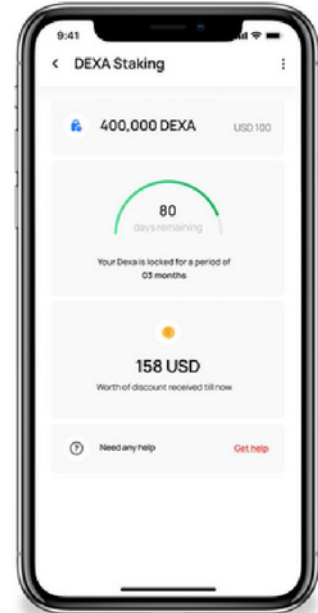 9:41
DEXA Staking
400,000 DEXA USD 100
80
days remaining
Your Dexa is locked for a period of
03 months
158 USD
Worth of discount received till now
Need any help Get help